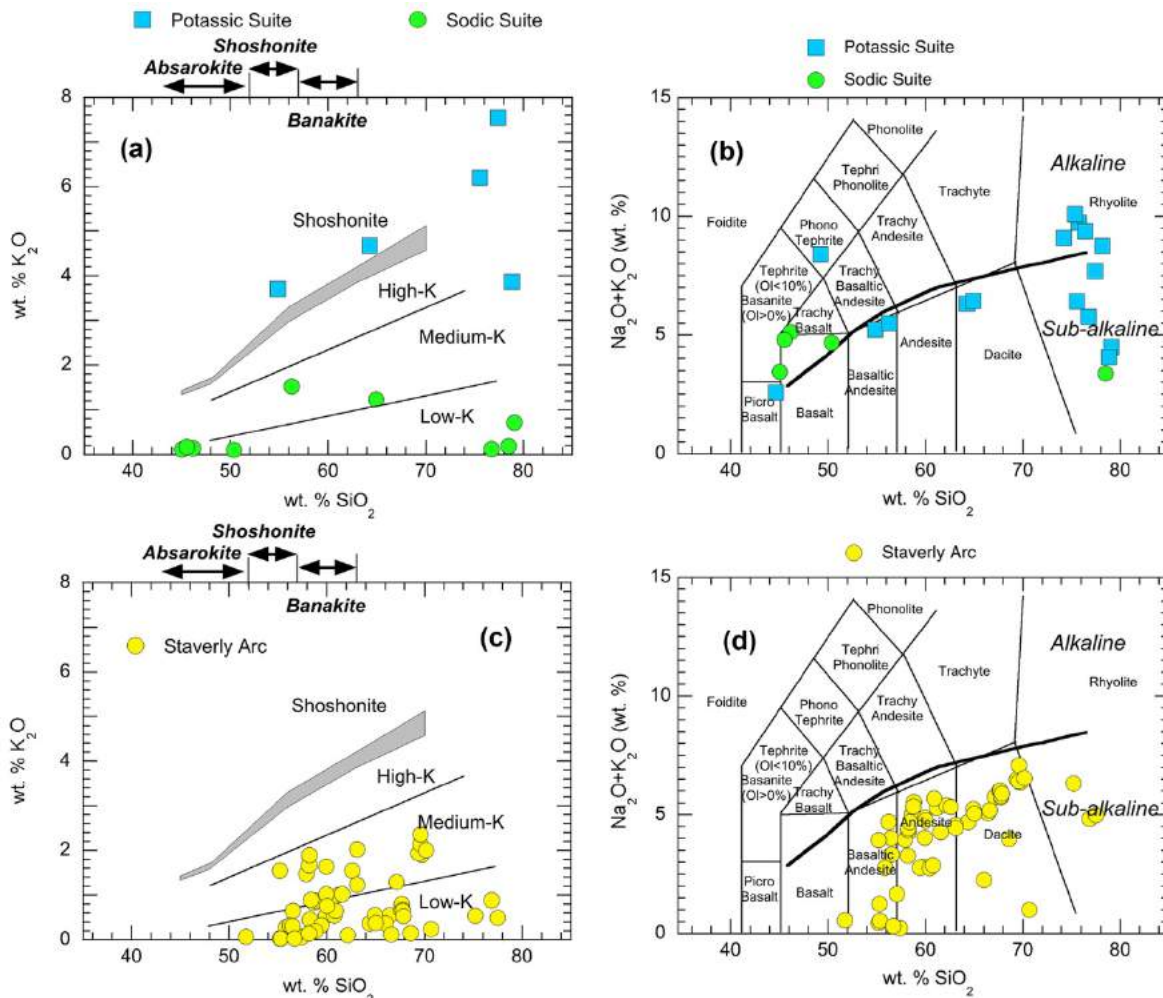 Potassic Suite Sodic Suite
Shoshonite
Absarokite
Banakite
(a)
8
6
4
2
0
wt. % K2O
Shoshonite
High-K
Medium-K
Low-K
40 50 60 70 80
wt. % SiO2
Potassic Suite
Sodic Suite
(b)
15
10
5
0
Na2O+K2O (wt. %)
Phonolite
Tephri
Phonolite
Trachyte
Alkaline
Rhyolite
Foidite
Phono
Tephrite
Trachy
Andesite
Tephrite
(Ol<10%)
Basanite
(Ol>0%)
Trachy
Basaltic
Andesite
Trachy
Basalt
Sub-alkaline
Andesite
Dacite
Basaltic
Andesite
Picro
Basalt
Basalt
40 50 60 70 80
wt. % SiO2
Shoshonite
Absarokite
Banakite
Staverly Arc
(c)
8
6
4
2
0
wt. % K2O
Shoshonite
High-K
Medium-K
Low-K
40 50 60 70 80
wt. % SiO2
Staverly Arc
(d)
15
10
5
0
Na2O+K2O (wt. %)
Phonolite
Tephri
Phonolite
Trachyte
Alkaline
Rhyolite
Foidite
Phono
Tephrite
Trachy
Andesite
Tephrite
(Ol<10%)
Basanite
(Ol>0%)
Trachy
Basaltic
Andesite
Trachy
Basalt
Sub-alkaline
Andesite
Dacite
Basaltic
Andesite
Picro
Basalt
Basalt
40 50 60 70 80
wt. % SiO2